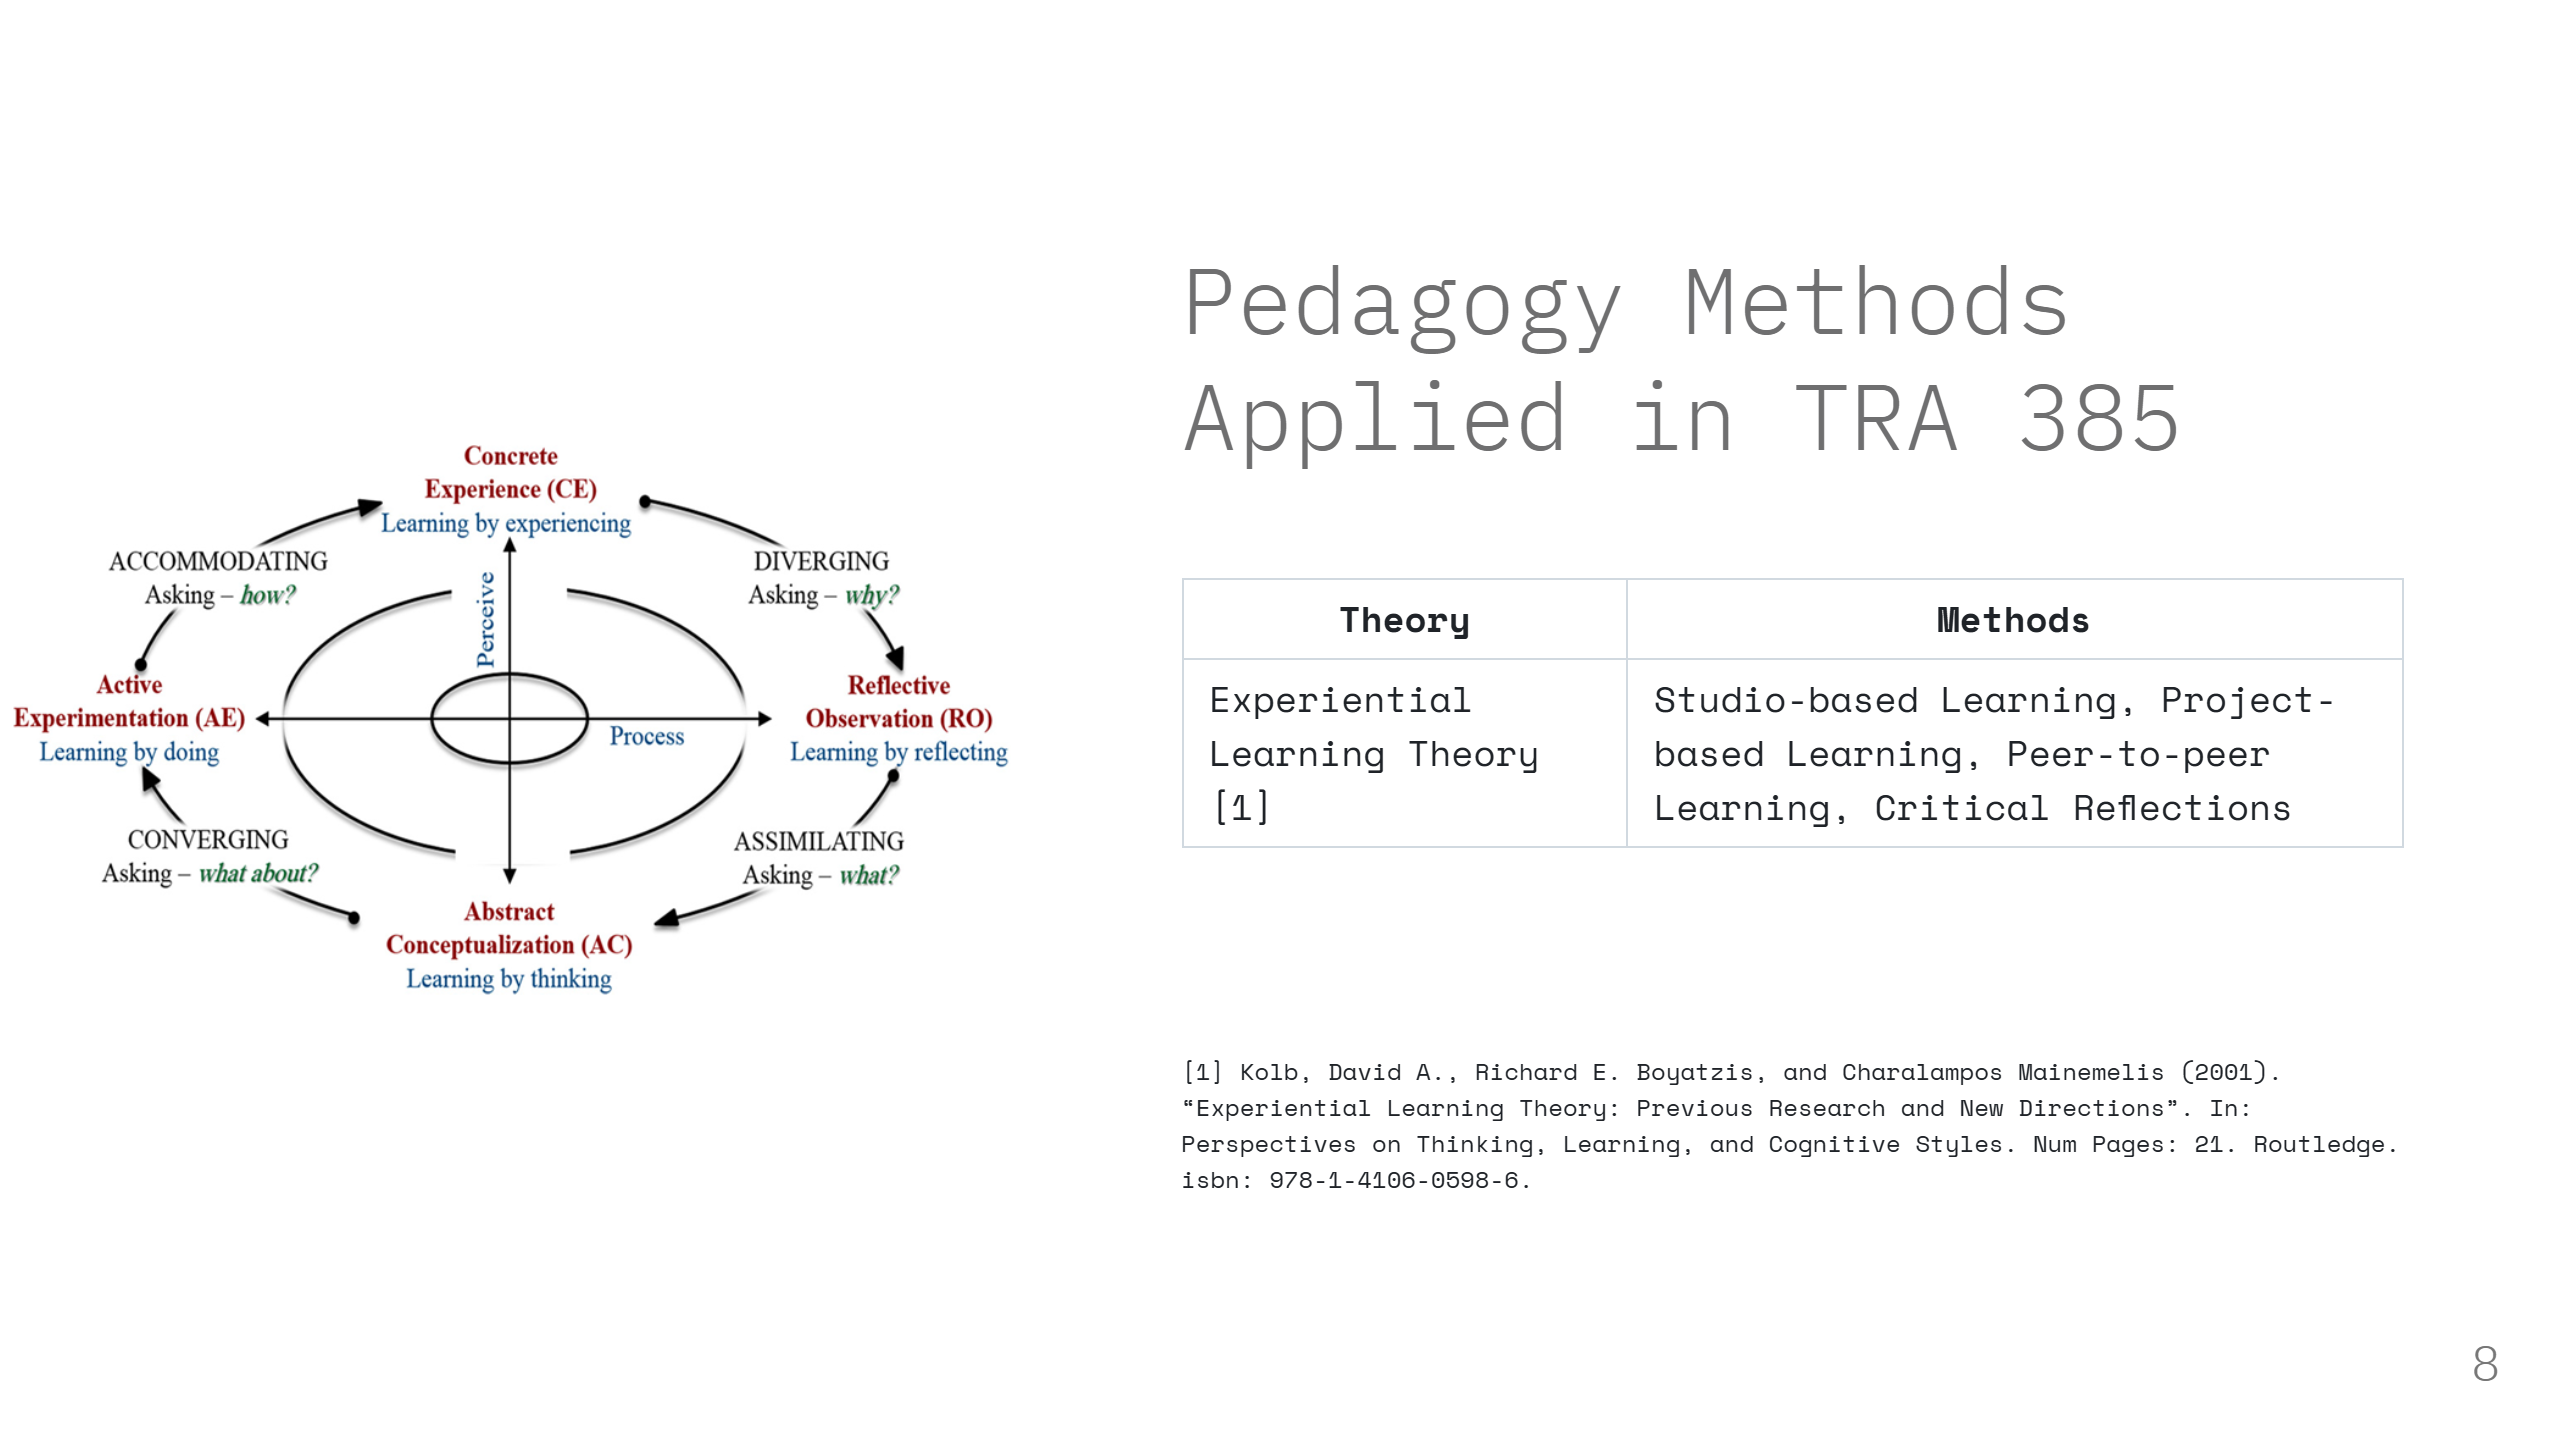 Pedagogy Methods
Applied in TRA 385
Concrete
Experience (CE)
Learning by experiencing
ACCOMMODATING
Asking – how?
DIVERGING
Asking – why?
Perceive
Active
Experimentation (AE)
Learning by doing
Process
Reflective
Observation (RO)
Learning by reflecting
CONVERGING
Asking – what about?
ASSIMILATING
Asking – what?
Abstract
Conceptualization (AC)
Learning by thinking
Theory
Methods
Experiential
Learning Theory
[1]
Studio-based Learning, Project-
based Learning, Peer-to-peer
Learning, Critical Reflections
[1] Kolb, David A., Richard E. Boyatzis, and Charalampos Mainemelis (2001).
“Experiential Learning Theory: Previous Research and New Directions”. In:
Perspectives on Thinking, Learning, and Cognitive Styles. Num Pages: 21. Routledge.
isbn: 978-1-4106-0598-6.
8